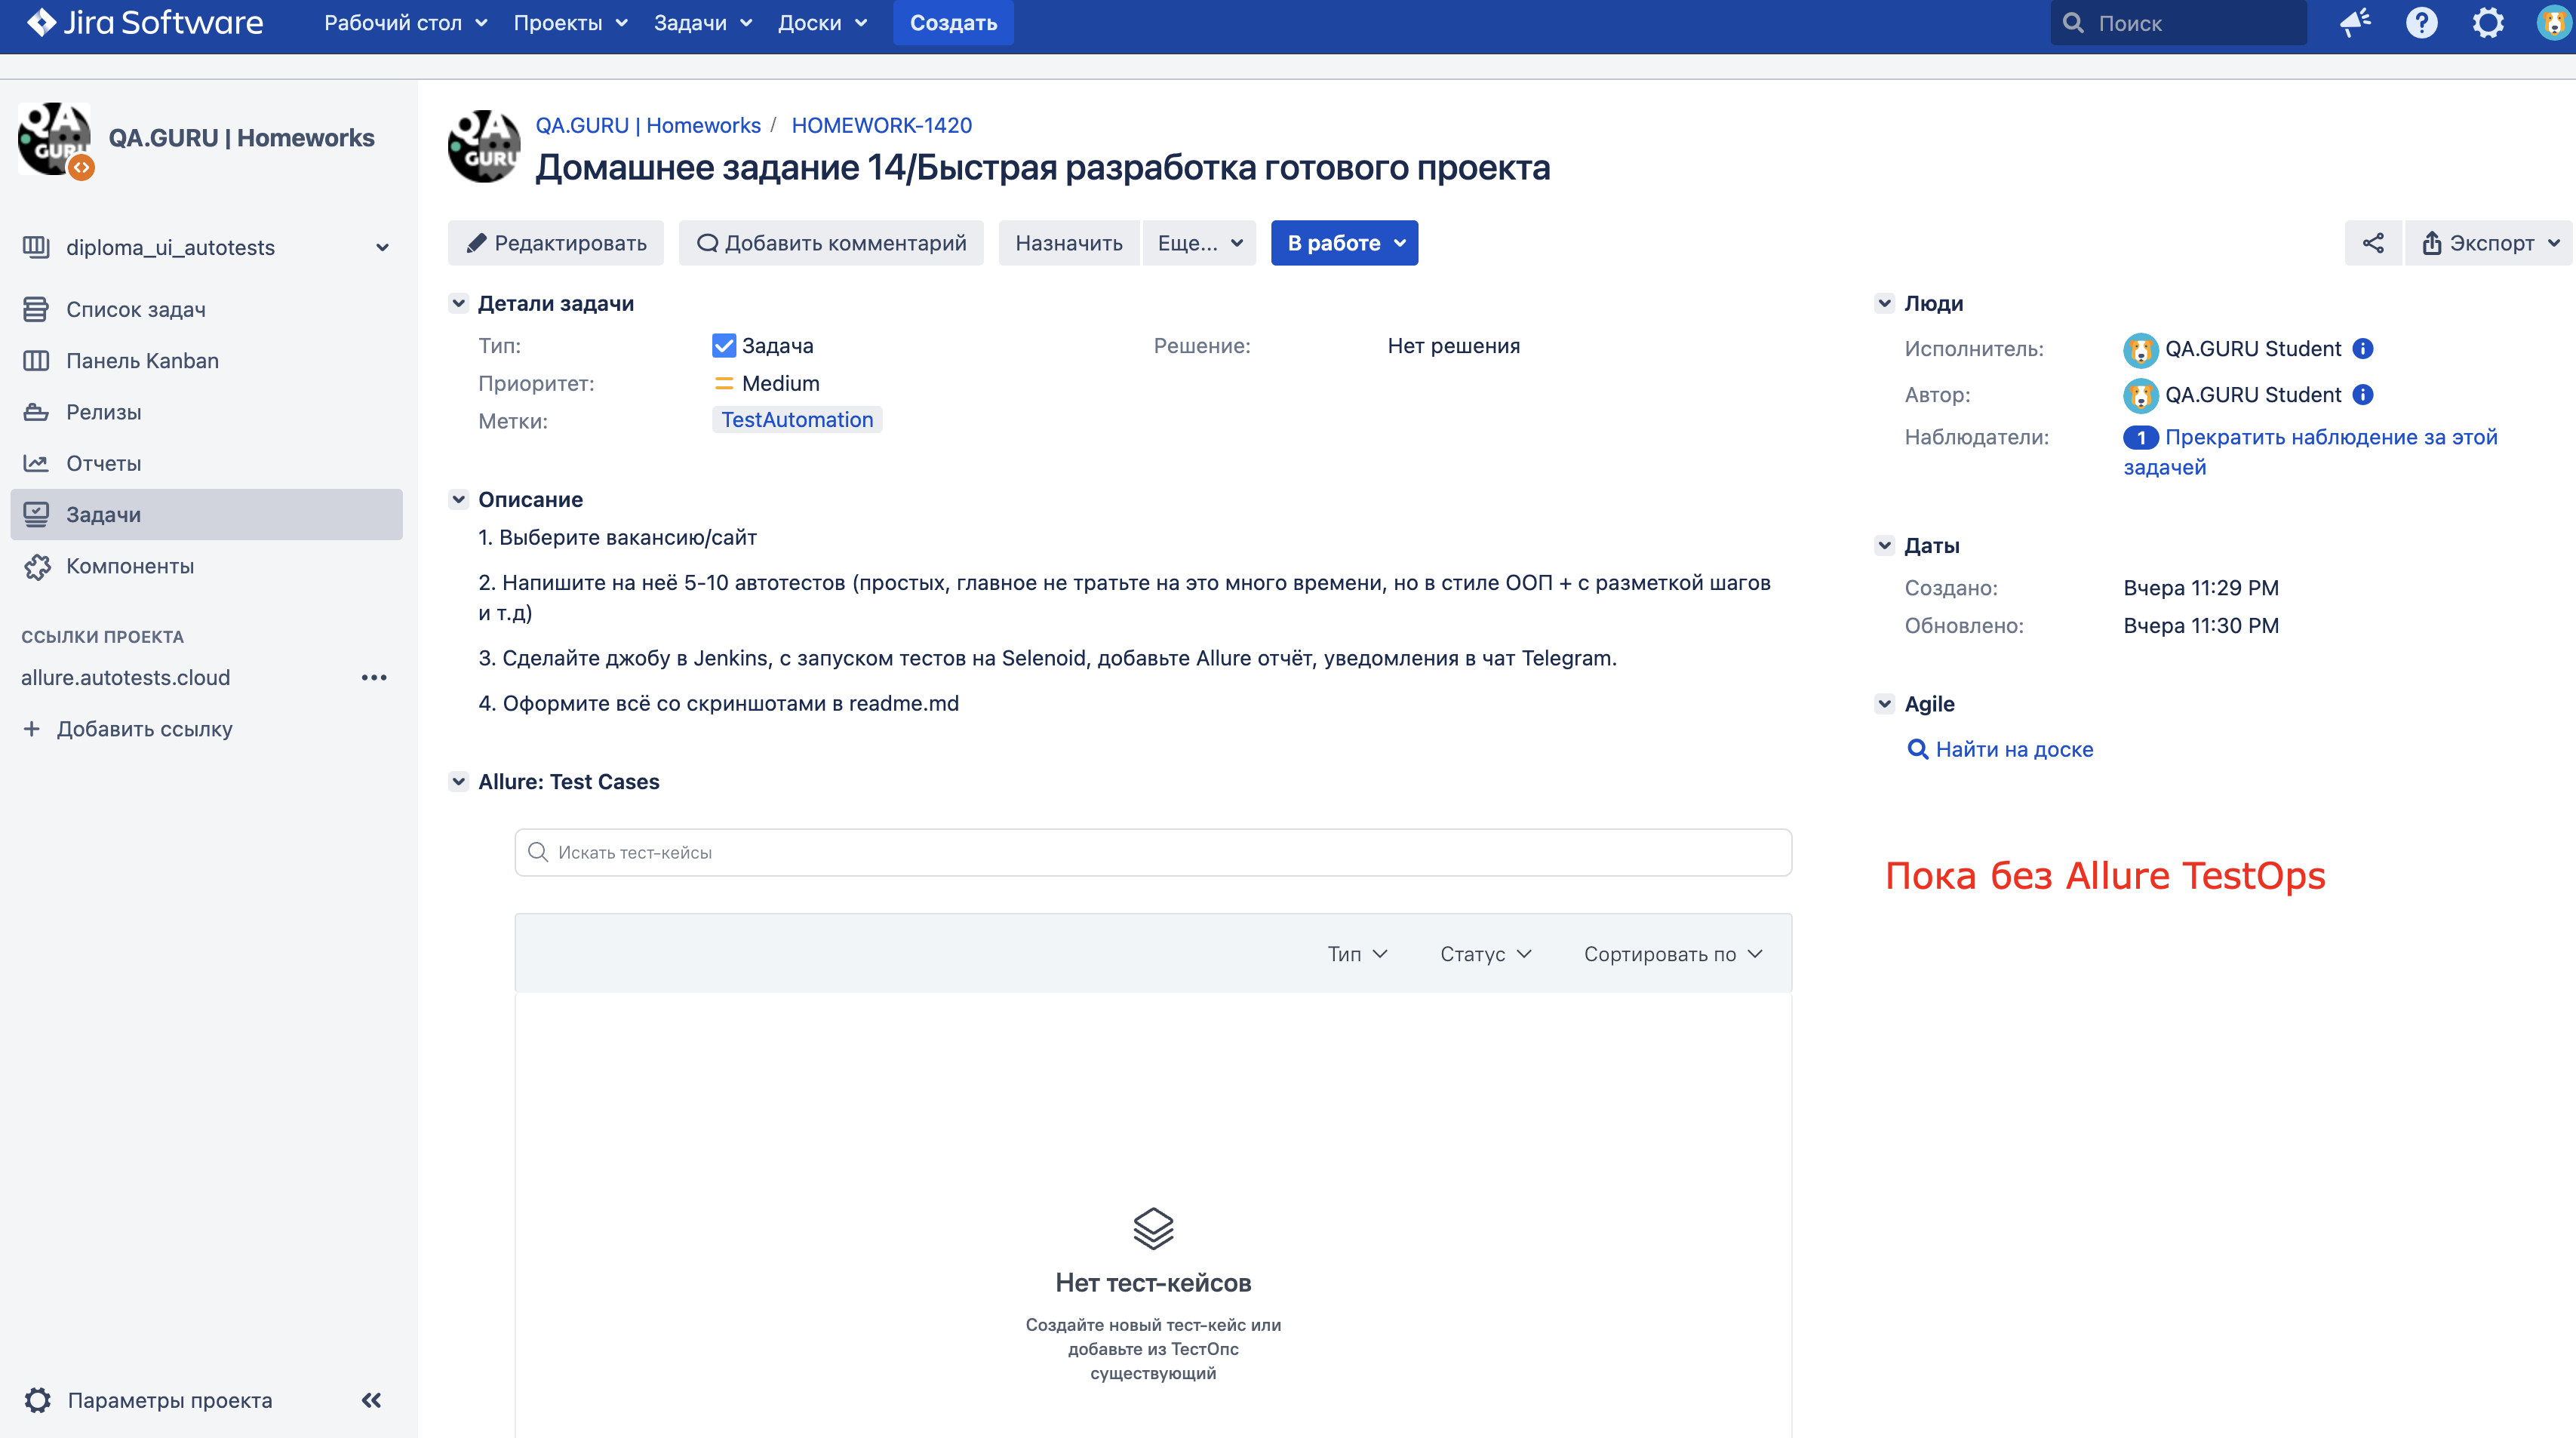 Jira Software
Рабочий стол
Проекты
Задачи
Доски
Создать
Поиск
QA GURU
QA.GURU | Homeworks
diploma_ui_autotests
Список задач
Панель Kanban
Релизы
Отчеты
Задачи
Компоненты
ССЫЛКИ ПРОЕКТА
allure.autotests.cloud
+ Добавить ссылку
Параметры проекта
QA GURU
QA.GURU | Homeworks / HOMEWORK-1420
Домашнее задание 14/Быстрая разработка готового проекта
Редактировать
Добавить комментарий
Назначить
Еще...
В работе
Экспорт
Детали задачи
Тип: Задача
Решение: Нет решения
Приоритет: Medium
Метки: TestAutomation
Описание
1. Выберите вакансию/сайт
2. Напишите на неё 5-10 автотестов (простых, главное не тратьте на это много времени, но в стиле ООП + с разметкой шагов
и т.д)
3. Сделайте джобу в Jenkins, с запуском тестов на Selenoid, добавьте Allure отчёт, уведомления в чат Telegram.
4. Оформите всё со скриншотами в readme.md
Allure: Test Cases
Искать тест-кейсы
Тип
Статус
Сортировать по
Нет тест-кейсов
Создайте новый тест-кейс или
добавьте из ТестОпс
существующий
Люди
Исполнитель: QA.GURU Student
Автор: QA.GURU Student
Наблюдатели: 1 Прекратить наблюдение за этой
задачей
Даты
Создано: Вчера 11:29 PM
Обновлено: Вчера 11:30 PM
Agile
Найти на доске
Пока без Allure TestOps